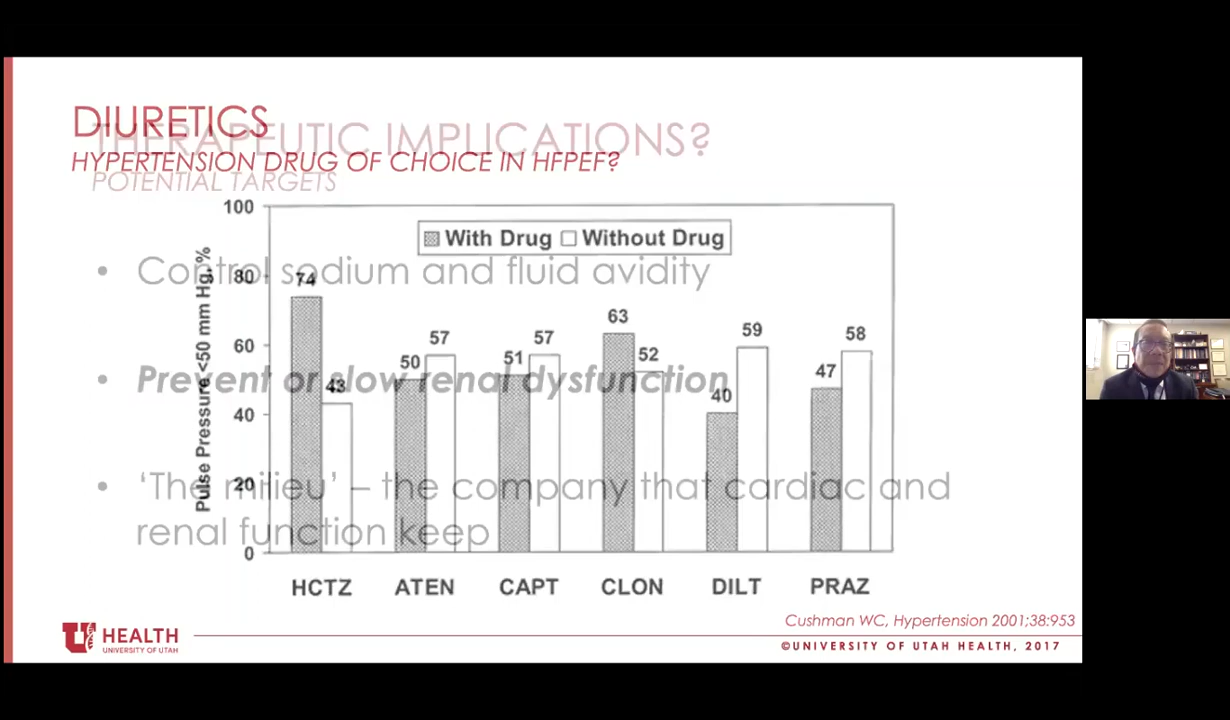 DIURETICS
THERAPEUTIC IMPLICATIONS?
HYPERTENSION DRUG OF CHOICE IN HFPEF?
POTENTIAL TARGETS
Pulse Pressure <50 mm Hg, %
100
80
60
40
20
0
With Drug Without Drug
74 43 50 57 51 57 63 52 40 59 47 58
• Control sodium and fluid avidity
• Prevent or slow renal dysfunction
• ‘The milieu’ – the company that cardiac and
renal function keep
HCTZ ATEN CAPT CLON DILT PRAZ
Cushman WC, Hypertension 2001;38:953
U HEALTH
UNIVERSITY OF UTAH
©UNIVERSITY OF UTAH HEALTH, 2017